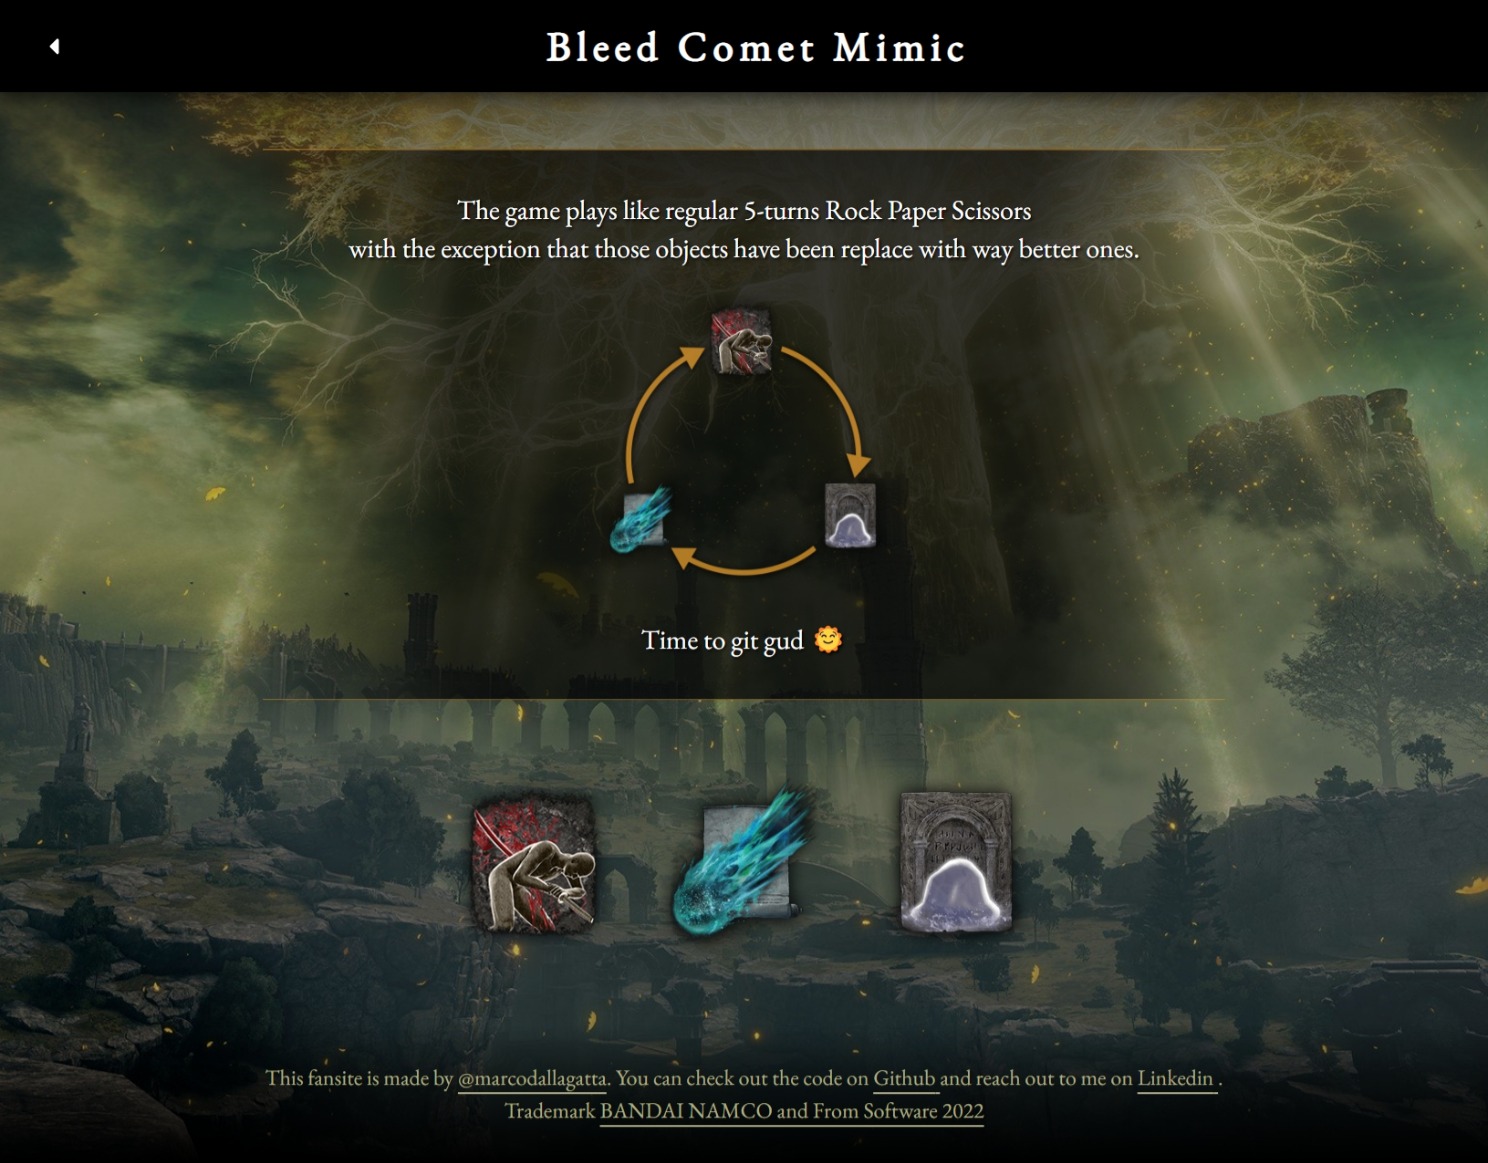 Bleed Comet Mimic
The game plays like regular 5-turns Rock Paper Scissors
with the exception that those objects have been replace with way better ones.
Time to git gud 🌞
This fansite is made by @marcodallagatta. You can check out the code on Github and reach out to me on Linkedin .
Trademark BANDAI NAMCO and From Software 2022